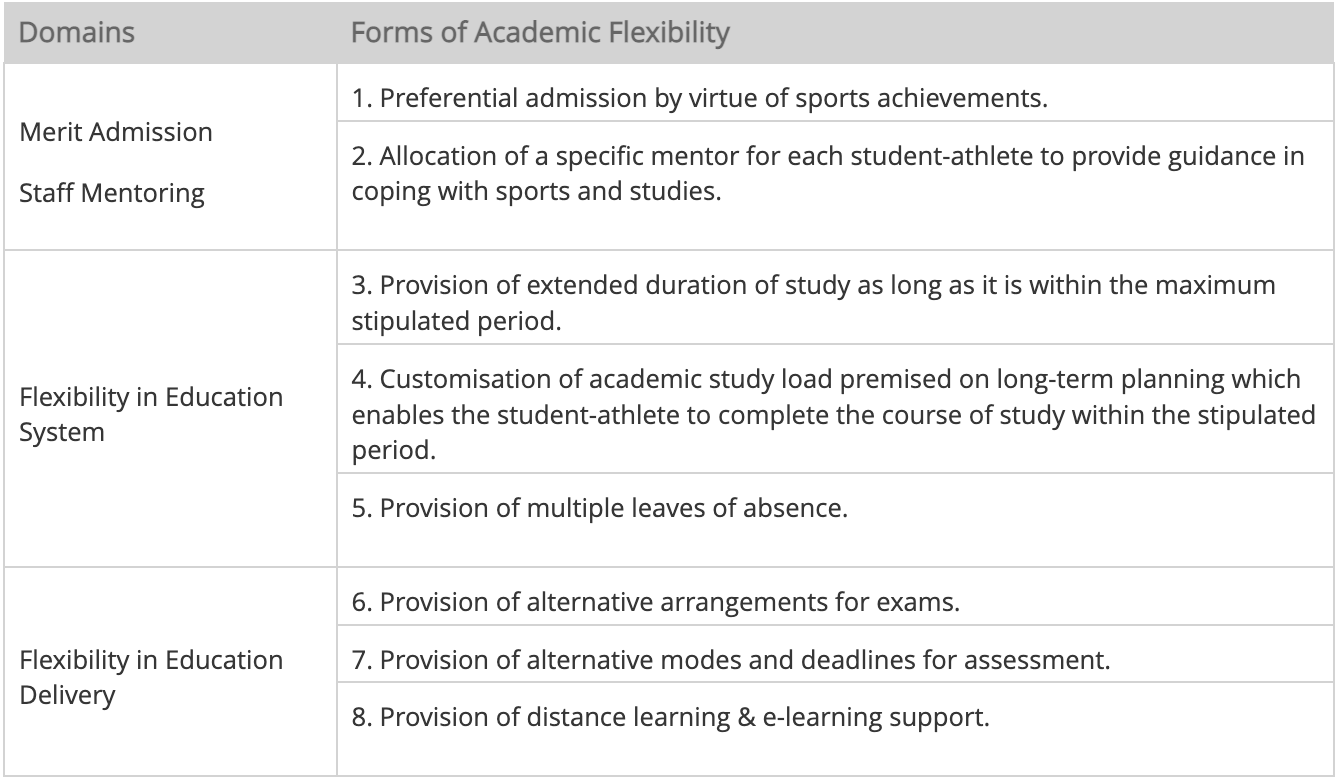 Domains
Forms of Academic Flexibility
Merit Admission
Staff Mentoring
1. Preferential admission by virtue of sports achievements.
2. Allocation of a specific mentor for each student-athlete to provide guidance in
coping with sports and studies.
Flexibility in Education
System
3. Provision of extended duration of study as long as it is within the maximum
stipulated period.
4. Customisation of academic study load premised on long-term planning which
enables the student-athlete to complete the course of study within the stipulated
period.
5. Provision of multiple leaves of absence.
Flexibility in Education
Delivery
6. Provision of alternative arrangements for exams.
7. Provision of alternative modes and deadlines for assessment.
8. Provision of distance learning & e-learning support.